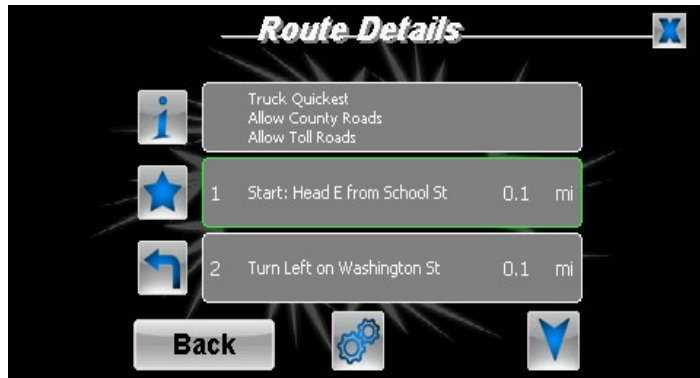 Route Details
X
i
Truck Quickest
Allow County Roads
Allow Toll Roads
1 Start: Head E from School St 0.1 mi
2 Turn Left on Washington St 0.1 mi
Back